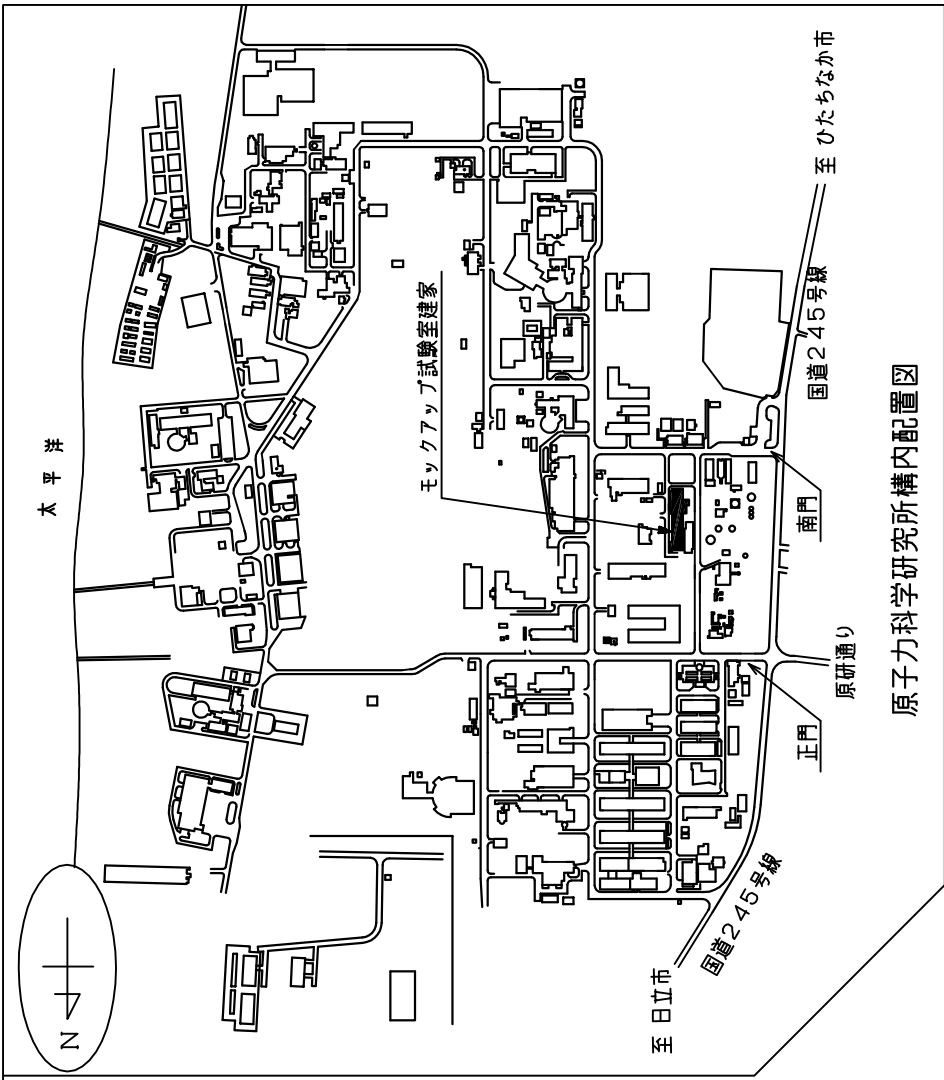 太平洋
モックアップ試験室建家
至 ひたちなか市
国道245号線
南門
原研通り
正門
国道245号線
至 日立市
N
原子力科学研究所構内配置図